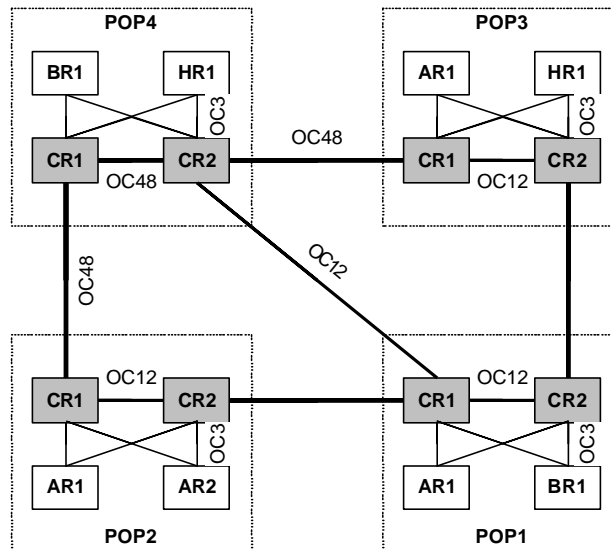 POP4
POP3
BR1
HR1
AR1
HR1
OC3
OC3
OC48
CR1
CR2
CR1
CR2
OC48
OC12
OC48
OC12
OC12
OC12
CR1
CR2
CR1
CR2
OC3
OC3
AR1
AR2
AR1
BR1
POP2
POP1